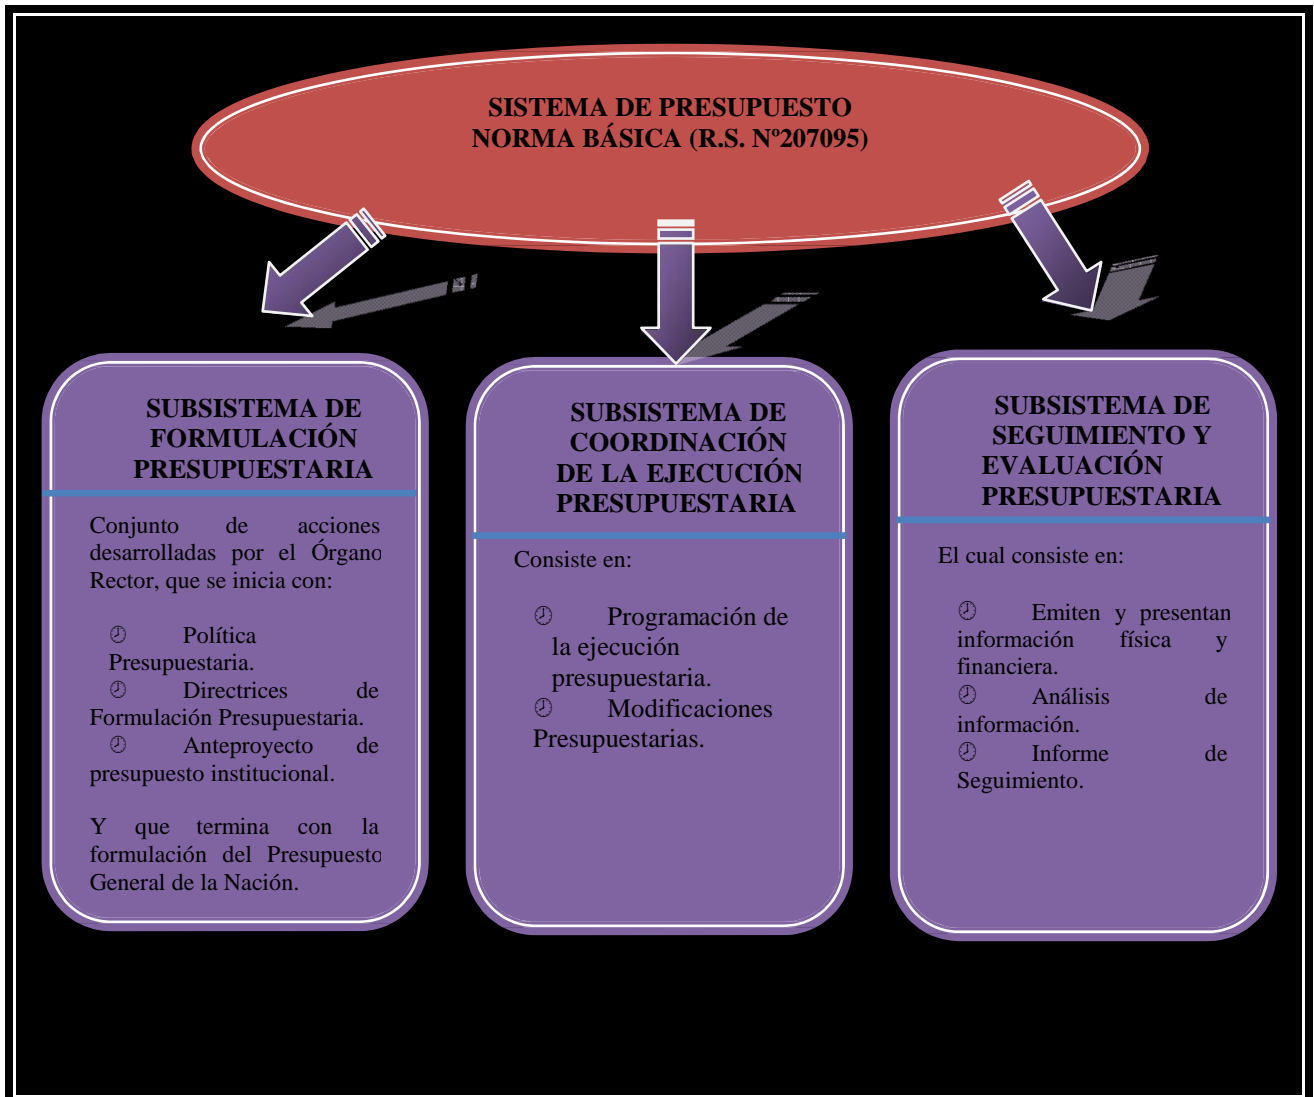 SISTEMA DE PRESUPUESTO
NORMA BÁSICA (R.S. Nº207095)
SUBSISTEMA DE
FORMULACIÓN
PRESUPUESTARIA
Conjunto de acciones
desarrolladas por el Órgano
Rector, que se inicia con:
🕗 Política
Presupuestaria.
🕗 Directrices de
Formulación Presupuestaria.
🕗 Anteproyecto de
presupuesto institucional.
Y que termina con la
formulación del Presupuesto
General de la Nación.
SUBSISTEMA DE
COORDINACIÓN
DE LA EJECUCIÓN
PRESUPUESTARIA
Consiste en:
🕗 Programación de
la ejecución
presupuestaria.
🕗 Modificaciones
Presupuestarias.
SUBSISTEMA DE
SEGUIMIENTO Y
EVALUACIÓN
PRESUPUESTARIA
El cual consiste en:
🕗 Emiten y presentan
información física y
financiera.
🕗 Análisis de
información.
🕗 Informe de
Seguimiento.